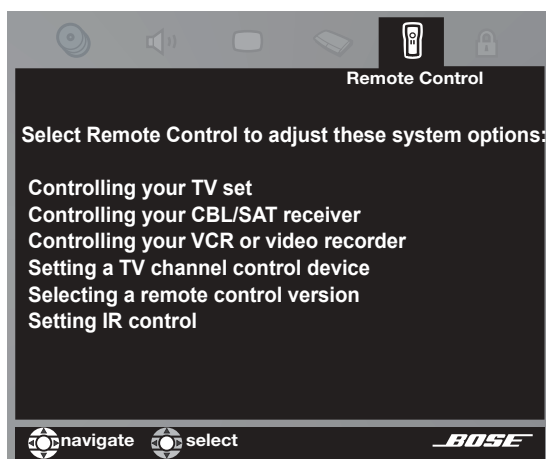 Remote Control
Select Remote Control to adjust these system options:
Controlling your TV set
Controlling your CBL/SAT receiver
Controlling your VCR or video recorder
Setting a TV channel control device
Selecting a remote control version
Setting IR control
navigate select BOSE